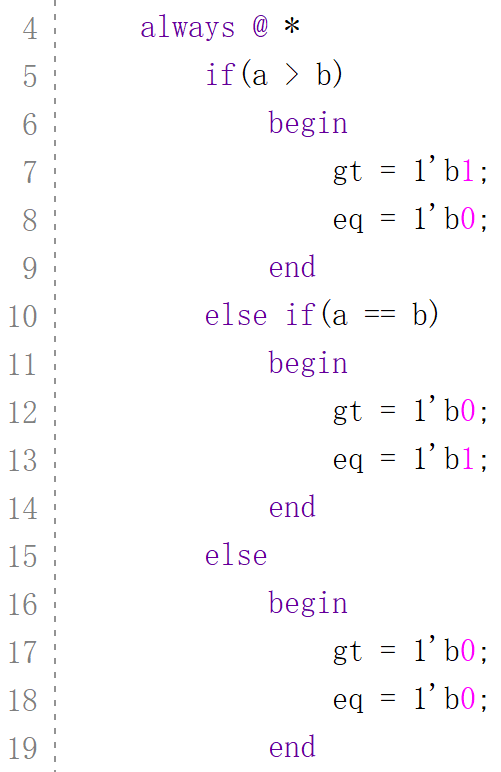 4 always @ *
5 if(a > b)
6 begin
7 gt = 1'b1;
8 eq = 1'b0;
9 end
10 else if(a == b)
11 begin
12 gt = 1'b0;
13 eq = 1'b1;
14 end
15 else
16 begin
17 gt = 1'b0;
18 eq = 1'b0;
19 end